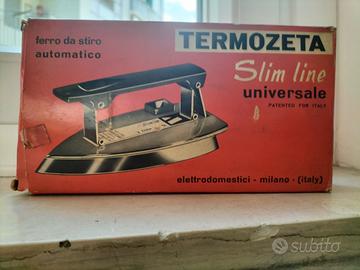 ferro da stiro
automatico
TERMOZETA
Slim line
universale
PATENTED FOR ITALY
elettrodomestici - milano - (italy)
subito